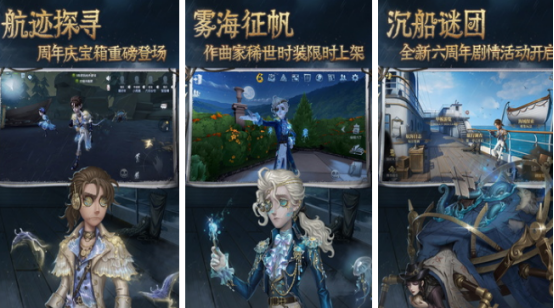 航迹探寻
周年庆宝箱重磅登场
雾海征帆
作曲家稀世时装限时上架
沉船谜团
全新六周年剧情活动开启